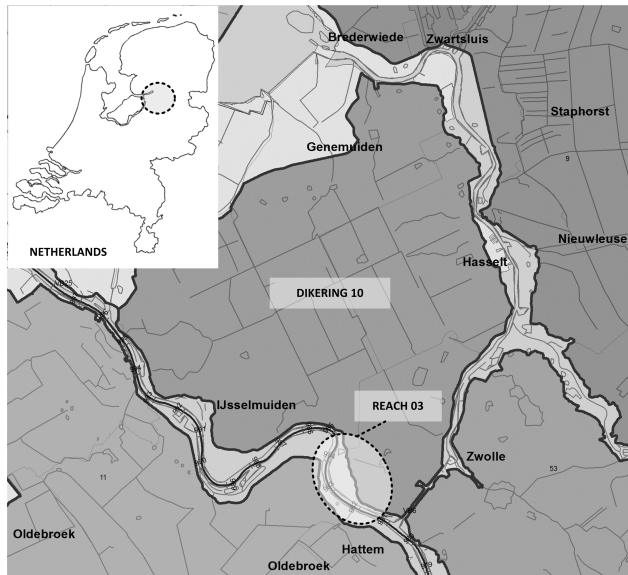 Brederwiede
Zwartsluis
Staphorst
Genemuiden
9
NETHERLANDS
Nieuwleuse
Hasselt
DIKERING 10
IJsselmuiden
REACH 03
Zwolle
11
53
Oldebroek
Hattem
Oldebroek